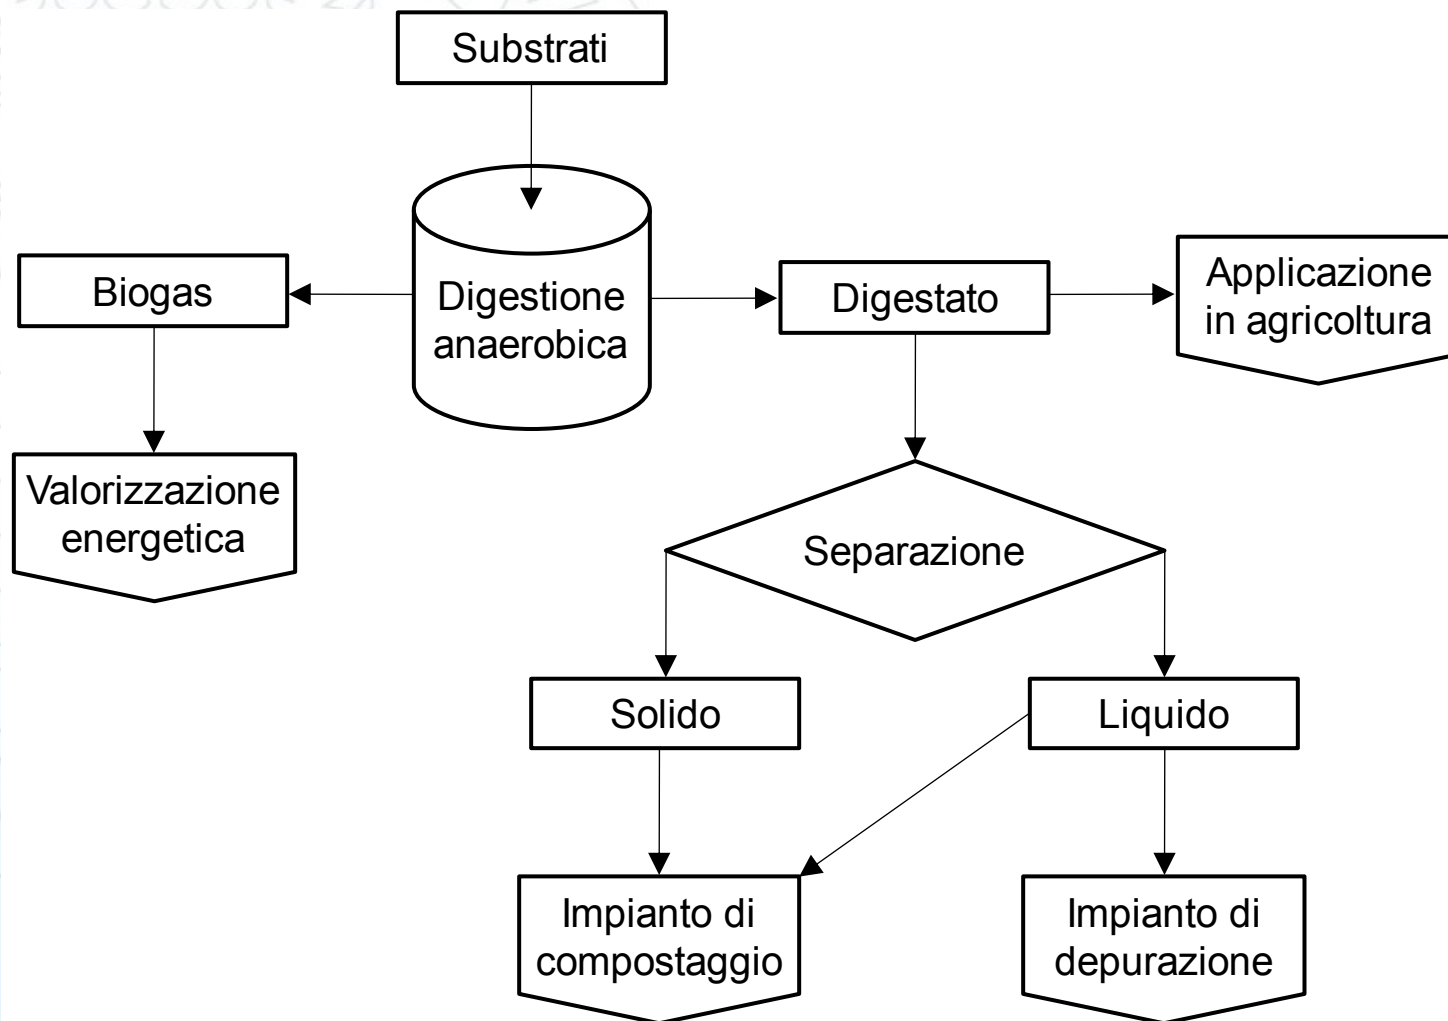 Substrati
Biogas
Digestione
anaerobica
Digestato
Applicazione
in agricoltura
Valorizzazione
energetica
Separazione
Solido
Liquido
Impianto di
compostaggio
Impianto di
depurazione